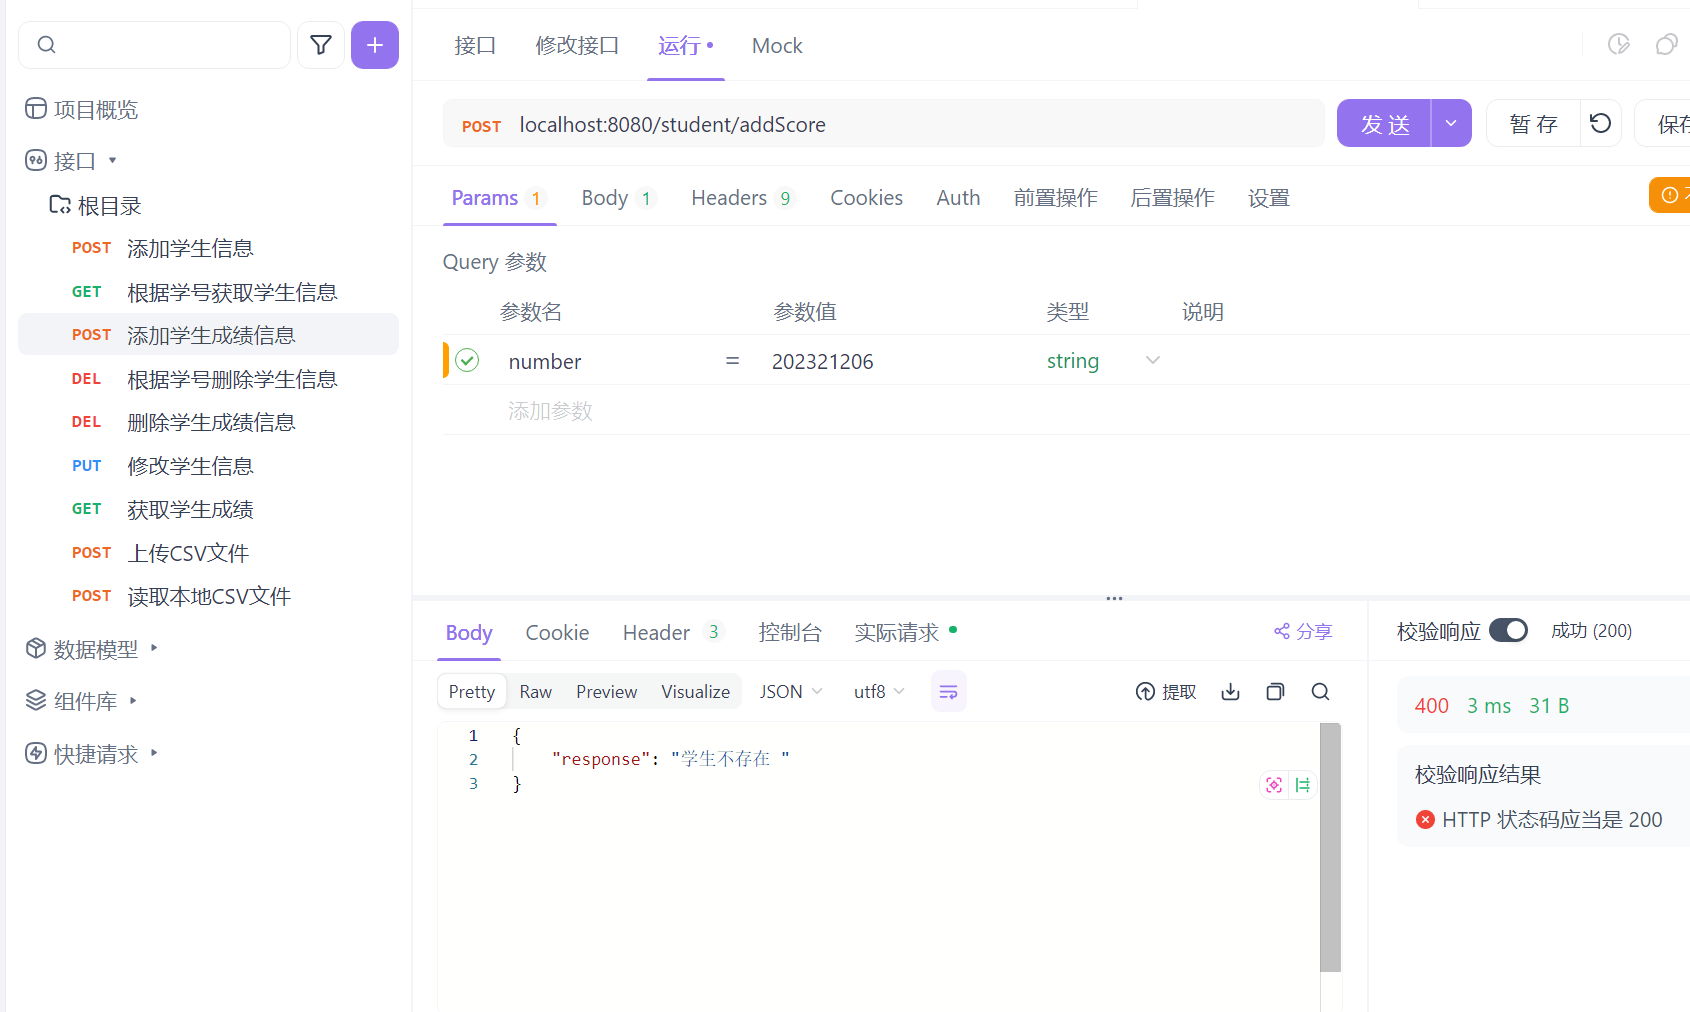 项目概览
接口
根目录
POST 添加学生信息
GET 根据学号获取学生信息
POST 添加学生成绩信息
DEL 根据学号删除学生信息
DEL 删除学生成绩信息
PUT 修改学生信息
GET 获取学生成绩
POST 上传CSV文件
POST 读取本地CSV文件
数据模型
组件库
快捷请求
接口 修改接口 运行 Mock
POST localhost:8080/student/addScore 发 送 暂 存 保存
Params 1 Body 1 Headers 9 Cookies Auth 前置操作 后置操作 设置
Query 参数
参数名 参数值 类型 说明
number = 202321206 string
添加参数
Body Cookie Header 3 控制台 实际请求 分享
Pretty Raw Preview Visualize JSON utf8 提取
1 {
2 "response": "学生不存在 "
3 }
校验响应 成功 (200)
400 3 ms 31 B
校验响应结果
HTTP 状态码应当是 200